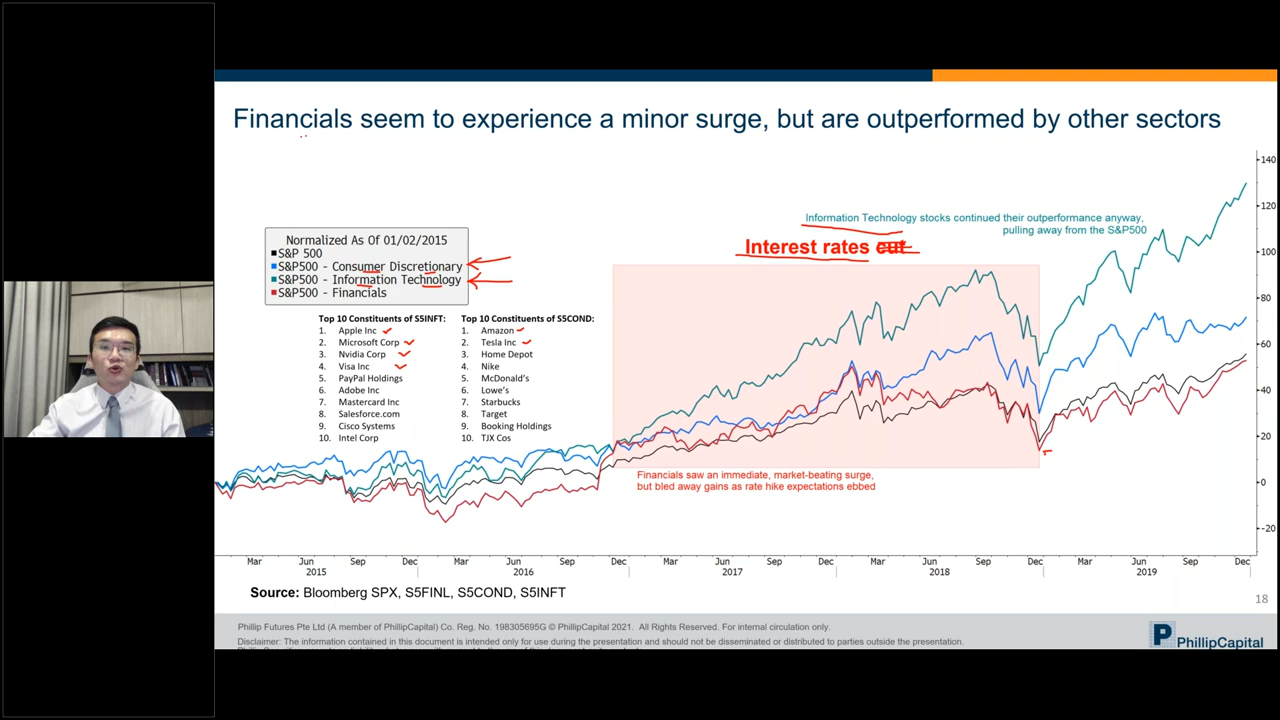 Financials seem to experience a minor surge, but are outperformed by other sectors
140
120
100
80
60
40
20
0
-20
Information Technology stocks continued their outperformance anyway,
pulling away from the S&P500
Interest rates cut
Normalized As Of 01/02/2015
S&P 500
S&P500 - Consumer Discretionary
S&P500 - Information Technology
S&P500 - Financials
Top 10 Constituents of S5INFT:
1. Apple Inc
2. Microsoft Corp
3. Nvidia Corp
4. Visa Inc
5. PayPal Holdings
6. Adobe Inc
7. Mastercard Inc
8. Salesforce.com
9. Cisco Systems
10. Intel Corp
Top 10 Constituents of S5COND:
1. Amazon
2. Tesla Inc
3. Home Depot
4. Nike
5. McDonald's
6. Lowe's
7. Starbucks
8. Target
9. Booking Holdings
10. TJX Cos
Financials saw an immediate, market-beating surge,
but bled away gains as rate hike expectations ebbed
Mar Jun Sep Dec Mar Jun Sep Dec Mar Jun Sep Dec Mar Jun Sep Dec Mar Jun Sep Dec
2015 2016 2017 2018 2019
Source: Bloomberg SPX, S5FINL, S5COND, S5INFT
18
Phillip Futures Pte Ltd (A member of PhillipCapital) Co. Reg. No. 198305695G © PhillipCapital 2021. All Rights Reserved. For internal circulation only.
Disclaimer: The information contained in this document is intended only for use during the presentation and should not be disseminated or distributed to parties outside the presentation.
PhillipCapital